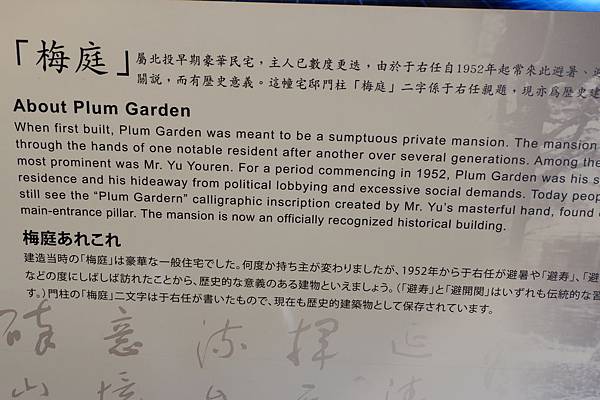 「梅庭」屬北投早期豪華民宅，主人已數度更迭，由於于右任自1952年起常來此避暑、
關說，而有歷史意義。這幢宅邸門柱「梅庭」二字係于右任親題，現亦為歷史建
About Plum Garden
When first built, Plum Garden was meant to be a sumptuous private mansion. The mansion
through the hands of one notable resident after another over several generations. Among the
most prominent was Mr. Yu Youren. For a period commencing in 1952, Plum Garden was his s
residence and his hideaway from political lobbying and excessive social demands. Today peop
still see the “Plum Gardern” calligraphic inscription created by Mr. Yu's masterful hand, found
main-entrance pillar. The mansion is now an officially recognized historical building.
梅庭あれこれ
建造当時の「梅庭」は豪華な一般住宅でした。何度か持ち主が変わりましたが、1952年から于右任が避暑や「避寿」、「避
などの度にしばしば訪れたことから、歴史的な意義のある建物といえましょう。（「避寿」と「避開関」はいずれも伝統的な習
す。）門柱の「梅庭」二文字は于右任が書いたもので、現在も歴史的建築物として保存されています。